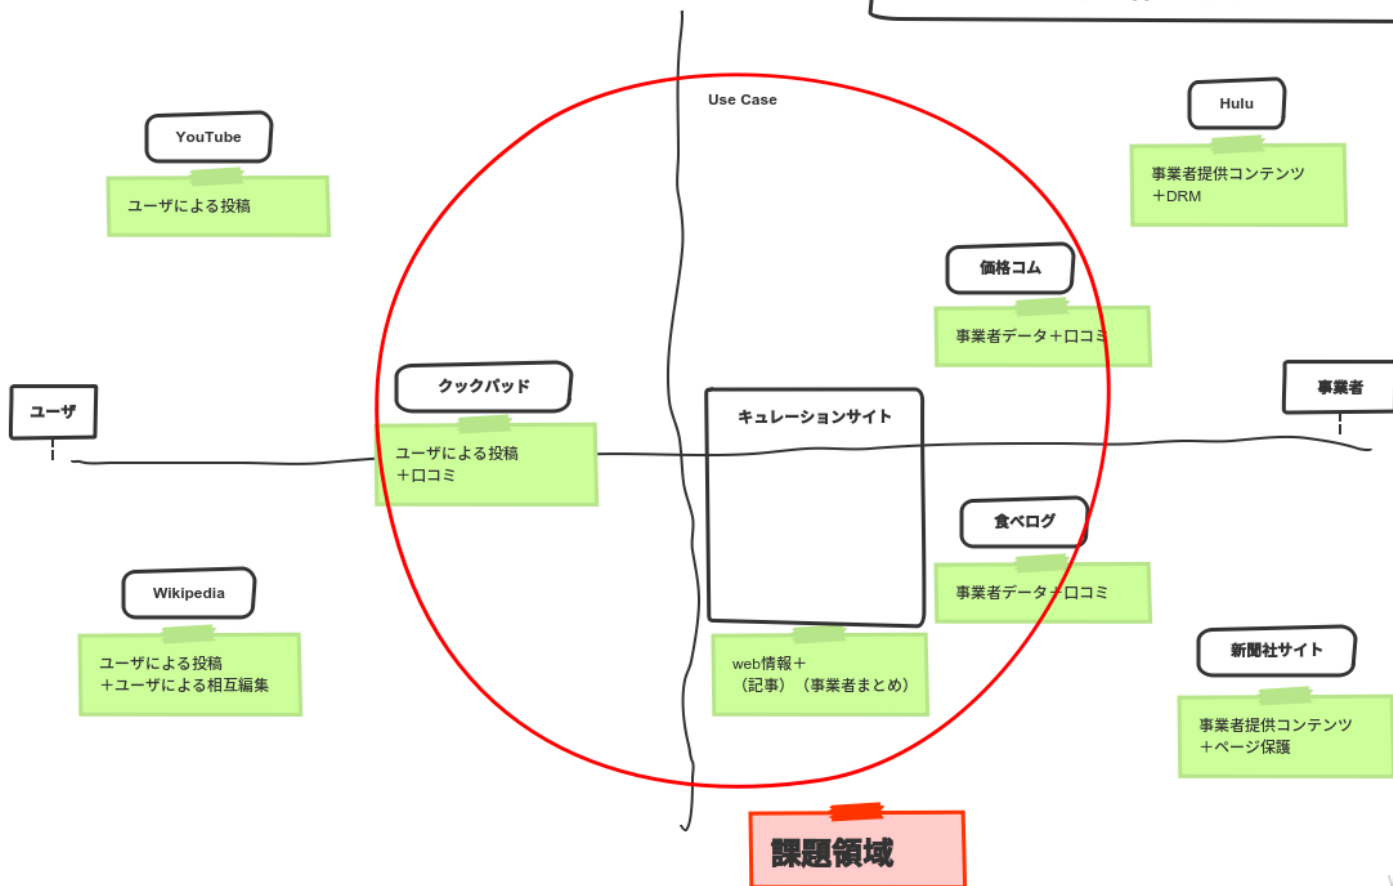 Use Case
Hulu
YouTube
事業者提供コンテンツ
＋DRM
ユーザによる投稿
価格コム
事業者データ＋口コミ
クックパッド
事業者
ユーザ
キュレーションサイト
ユーザによる投稿
＋口コミ
食べログ
Wikipedia
事業者データ＋口コミ
新聞社サイト
ユーザによる投稿
＋ユーザによる相互編集
web情報＋
（記事）（事業者まとめ）
事業者提供コンテンツ
＋ページ保護
課題領域